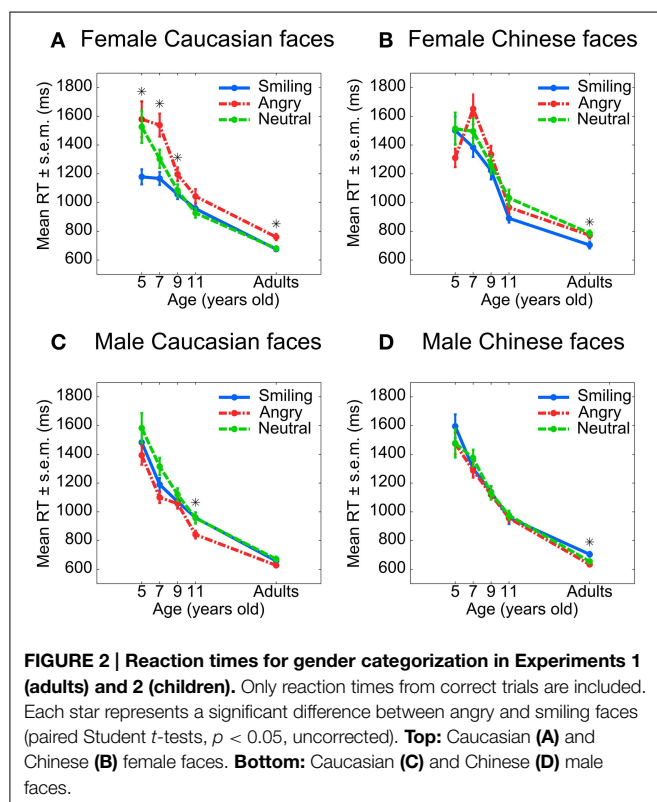 A Female Caucasian faces
1800
1600
1400
1200
1000
800
600
Mean RT ± s.e.m. (ms)
Smiling
Angry
Neutral
* * * *
5 7 9 11 Adults
Age (years old)
B Female Chinese faces
1800
1600
1400
1200
1000
800
600
Mean RT ± s.e.m. (ms)
Smiling
Angry
Neutral
*
5 7 9 11 Adults
Age (years old)
C Male Caucasian faces
1800
1600
1400
1200
1000
800
600
Mean RT ± s.e.m. (ms)
Smiling
Angry
Neutral
*
5 7 9 11 Adults
Age (years old)
D Male Chinese faces
1800
1600
1400
1200
1000
800
600
Mean RT ± s.e.m. (ms)
Smiling
Angry
Neutral
*
5 7 9 11 Adults
Age (years old)
FIGURE 2 | Reaction times for gender categorization in Experiments 1
(adults) and 2 (children). Only reaction times from correct trials are included.
Each star represents a significant difference between angry and smiling faces
(paired Student t-tests, p < 0.05, uncorrected). Top: Caucasian (A) and
Chinese (B) female faces. Bottom: Caucasian (C) and Chinese (D) male
faces.